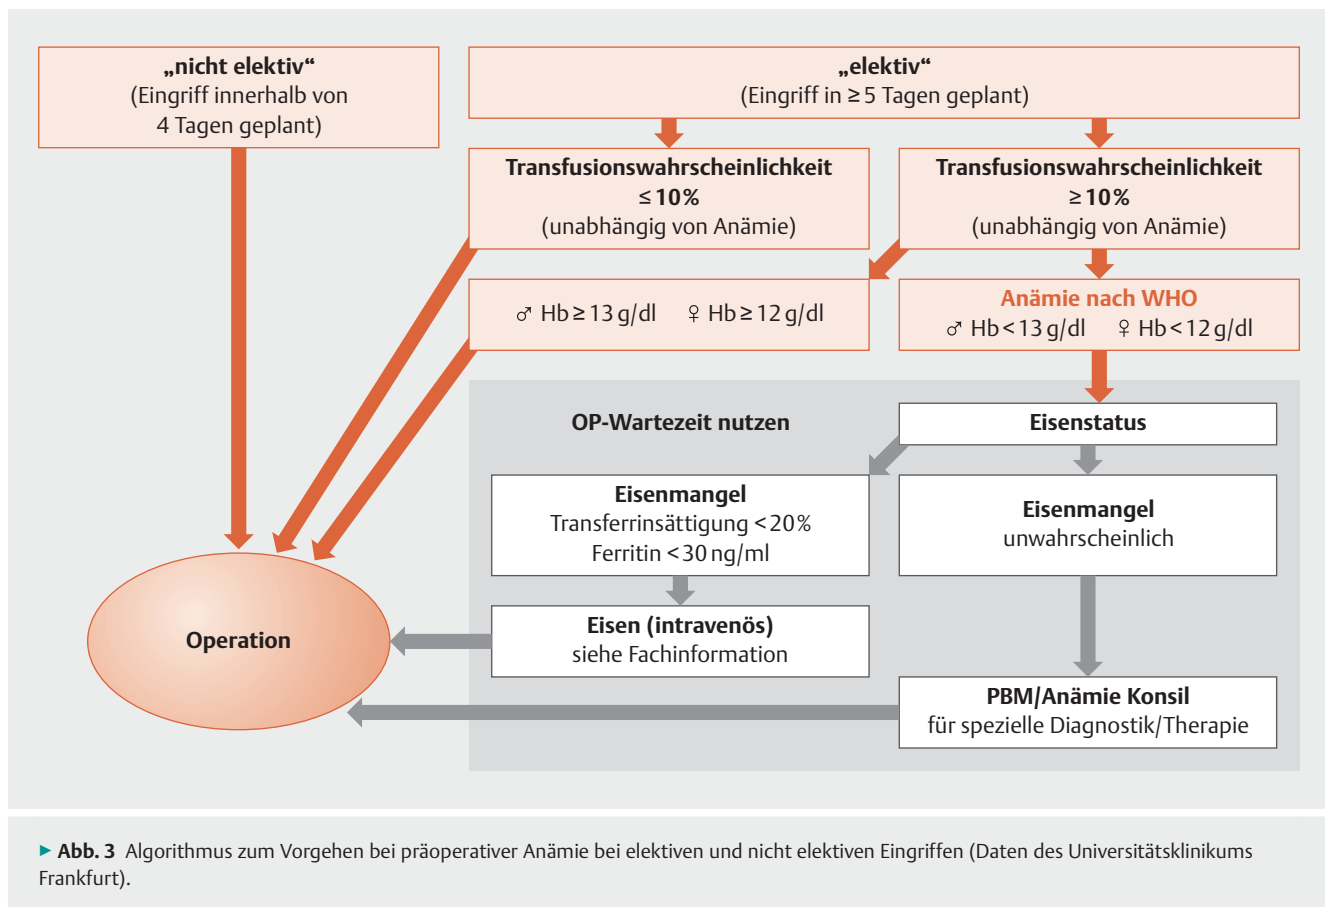 „nicht elektiv“
(Eingriff innerhalb von
4 Tagen geplant)
„elektiv“
(Eingriff in ≥ 5 Tagen geplant)
Transfusionswahrscheinlichkeit
≤ 10 %
(unabhängig von Anämie)
Transfusionswahrscheinlichkeit
≥ 10 %
(unabhängig von Anämie)
♂ Hb ≥ 13 g/dl ♀ Hb ≥ 12 g/dl
Anämie nach WHO
♂ Hb < 13 g/dl ♀ Hb < 12 g/dl
OP-Wartezeit nutzen
Eisenstatus
Eisenmangel
Transferrinsättigung < 20 %
Ferritin < 30 ng/ml
Eisenmangel
unwahrscheinlich
Eisen (intravenös)
siehe Fachinformation
Operation
PBM/Anämie Konsil
für spezielle Diagnostik/Therapie
▶ Abb. 3 Algorithmus zum Vorgehen bei präoperativer Anämie bei elektiven und nicht elektiven Eingriffen (Daten des Universitätsklinikums
Frankfurt).